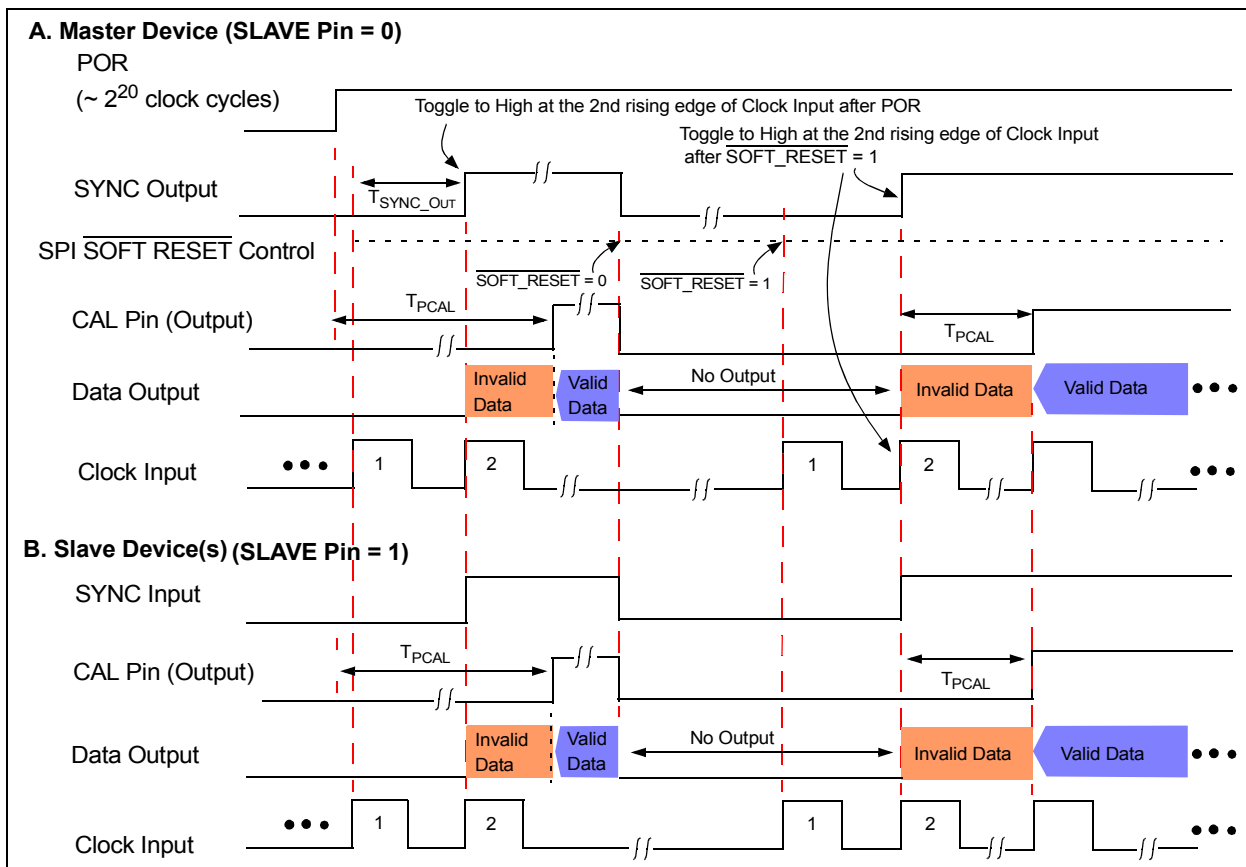 A. Master Device (SLAVE Pin = 0)
POR
(~ 2^20 clock cycles)
Toggle to High at the 2nd rising edge of Clock Input after POR
Toggle to High at the 2nd rising edge of Clock Input
after SOFT_RESET = 1
SYNC Output
TSYNC_OUT
SPI SOFT RESET Control
SOFT_RESET = 0
SOFT_RESET = 1
CAL Pin (Output)
TPCAL
TPCAL
Data Output
Invalid
Data
Valid
Data
No Output
Invalid Data
Valid Data
Clock Input
1
2
1
2
B. Slave Device(s) (SLAVE Pin = 1)
SYNC Input
CAL Pin (Output)
TPCAL
TPCAL
Data Output
Invalid
Data
Valid
Data
No Output
Invalid Data
Valid Data
Clock Input
1
2
1
2